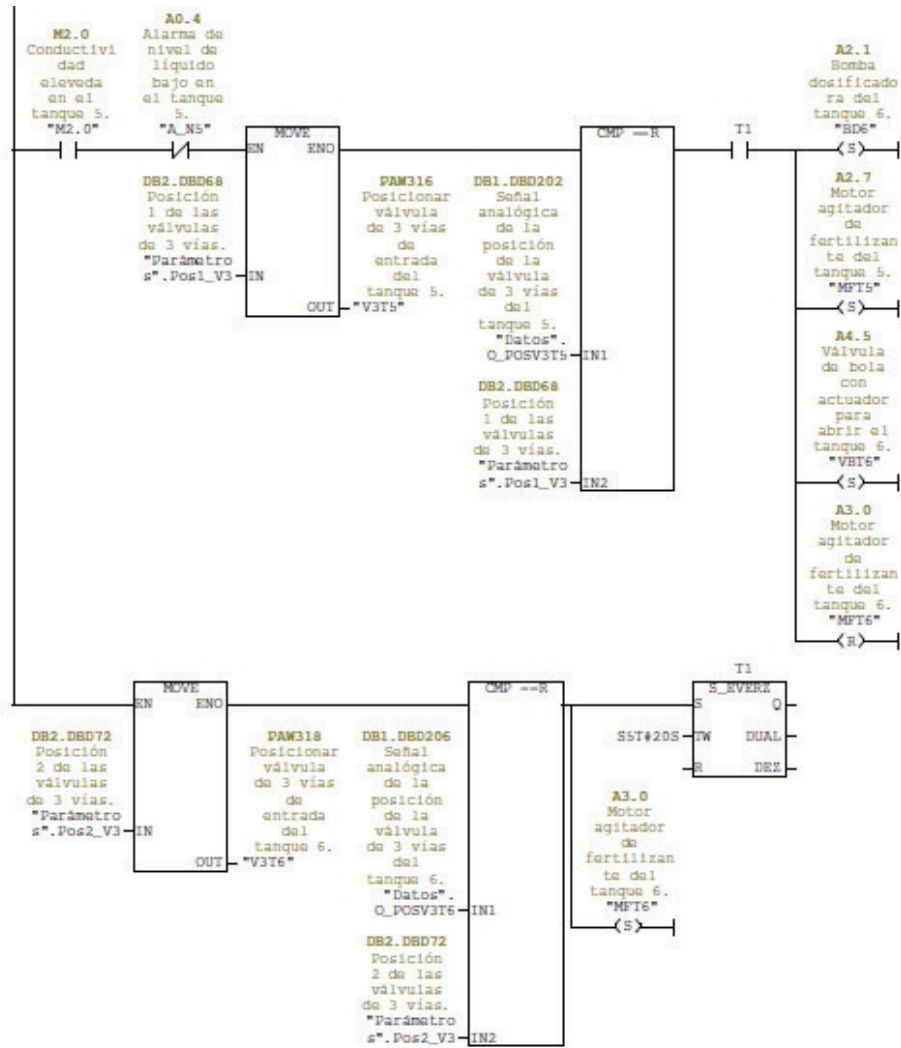 M2.0
Conductivi
dad
eleveda
en el
tanque 5.
"M2.0"
A0.4
Alarma de
nivel de
líquido
bajo en
el tanque
5.
"A_N5"
MOVE
EN ENO
DB2.DBD68
Posición
1 de las
válvulas
de 3 vías.
"Parámetro
s".Pos1_V3
IN
OUT
PAW316
Posicionar
válvula
de 3 vías
de
entrada
del
tanque 5.
"V3T5"
CMP ==R
DB1.DBD202
Señal
analógica
de la
posición
de la
válvula
de 3 vías
del
tanque 5.
"Datos".
Q_POSV3T5
IN1
DB2.DBD68
Posición
1 de las
válvulas
de 3 vías.
"Parámetro
s".Pos1_V3
IN2
T1
A2.1
Bomba
dosificado
ra del
tanque 6.
"BD6"
S
A2.7
Motor
agitador
de
fertilizan
te del
tanque 5.
"MFT5"
S
A4.5
Válvula
de bola
con
actuador
para
abrir el
tanque 6.
"VBT6"
S
A3.0
Motor
agitador
de
fertilizan
te del
tanque 6.
"MFT6"
R
MOVE
EN ENO
DB2.DBD72
Posición
2 de las
válvulas
de 3 vías.
"Parámetro
s".Pos2_V3
IN
OUT
PAW318
Posicionar
válvula
de 3 vías
de
entrada
del
tanque 6.
"V3T6"
CMP ==R
DB1.DBD206
Señal
analógica
de la
posición
de la
válvula
de 3 vías
del
tanque 6.
"Datos".
Q_POSV3T6
IN1
DB2.DBD72
Posición
2 de las
válvulas
de 3 vías.
"Parámetro
s".Pos2_V3
IN2
T1
S_EVERZ
S Q
S5T#20S TW DUAL
R DEZ
A3.0
Motor
agitador
de
fertilizan
te del
tanque 6.
"MFT6"
S